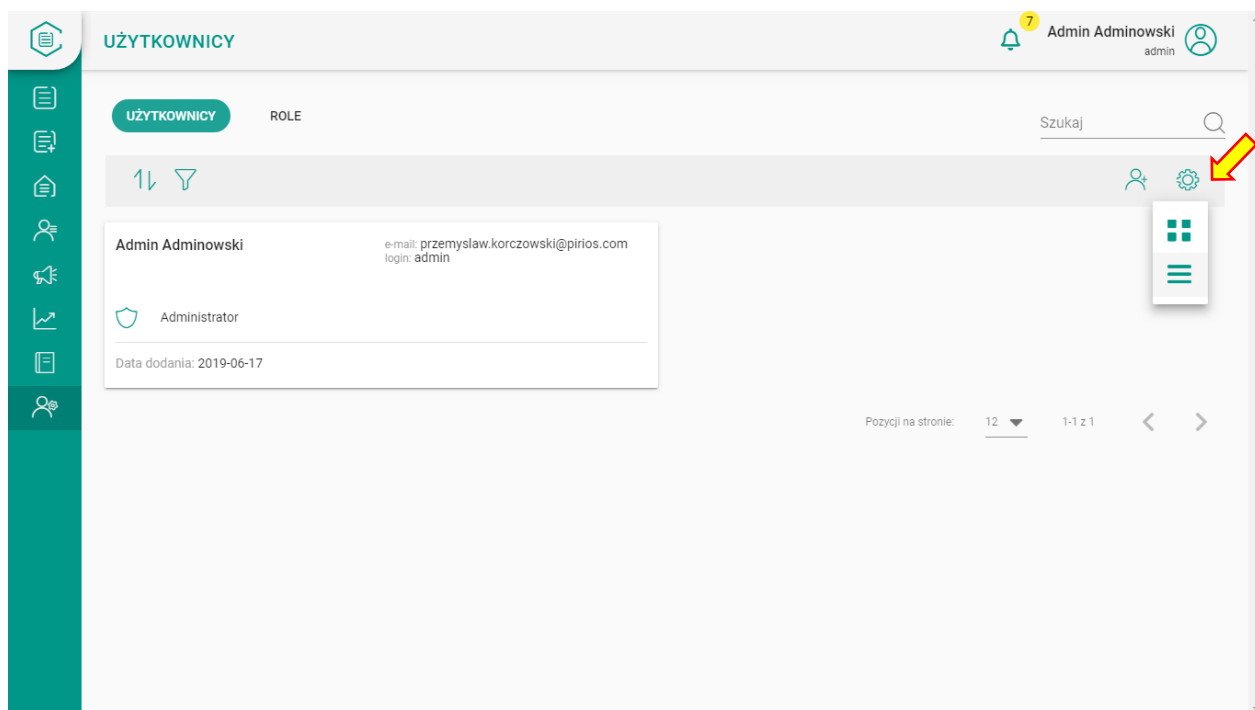 UŻYTKOWNICY
7
Admin Adminowski
admin
UŻYTKOWNICY ROLE
Szukaj
Admin Adminowski
e-mail: przemyslaw.korczowski@pirios.com
login: admin
Administrator
Data dodania: 2019-06-17
Pozycji na stronie: 12 1-1 z 1